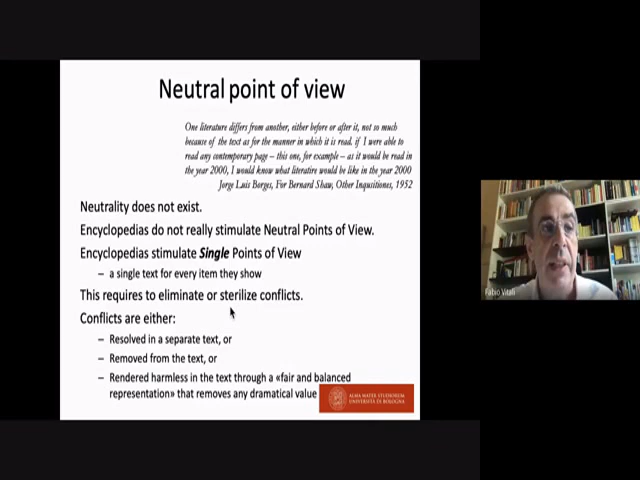 Neutral point of view
One literature differs from another, either before or after it, not so much
because of the text as for the manner in which it is read. if I were able to
read any contemporary page – this one, for example – as it would be read in
the year 2000, I would know what literature would be like in the year 2000
Jorge Luis Borges, For Bernard Shaw, Other Inqusitiones, 1952
Neutrality does not exist.
Encyclopedias do not really stimulate Neutral Points of View.
Encyclopedias stimulate Single Points of View
– a single text for every item they show
This requires to eliminate or sterilize conflicts.
Conflicts are either:
– Resolved in a separate text, or
– Removed from the text, or
– Rendered harmless in the text through a «fair and balanced
representation» that removes any dramatical value
ALMA MATER STUDIORUM
UNIVERSITÀ DI BOLOGNA
Fabio Vitali